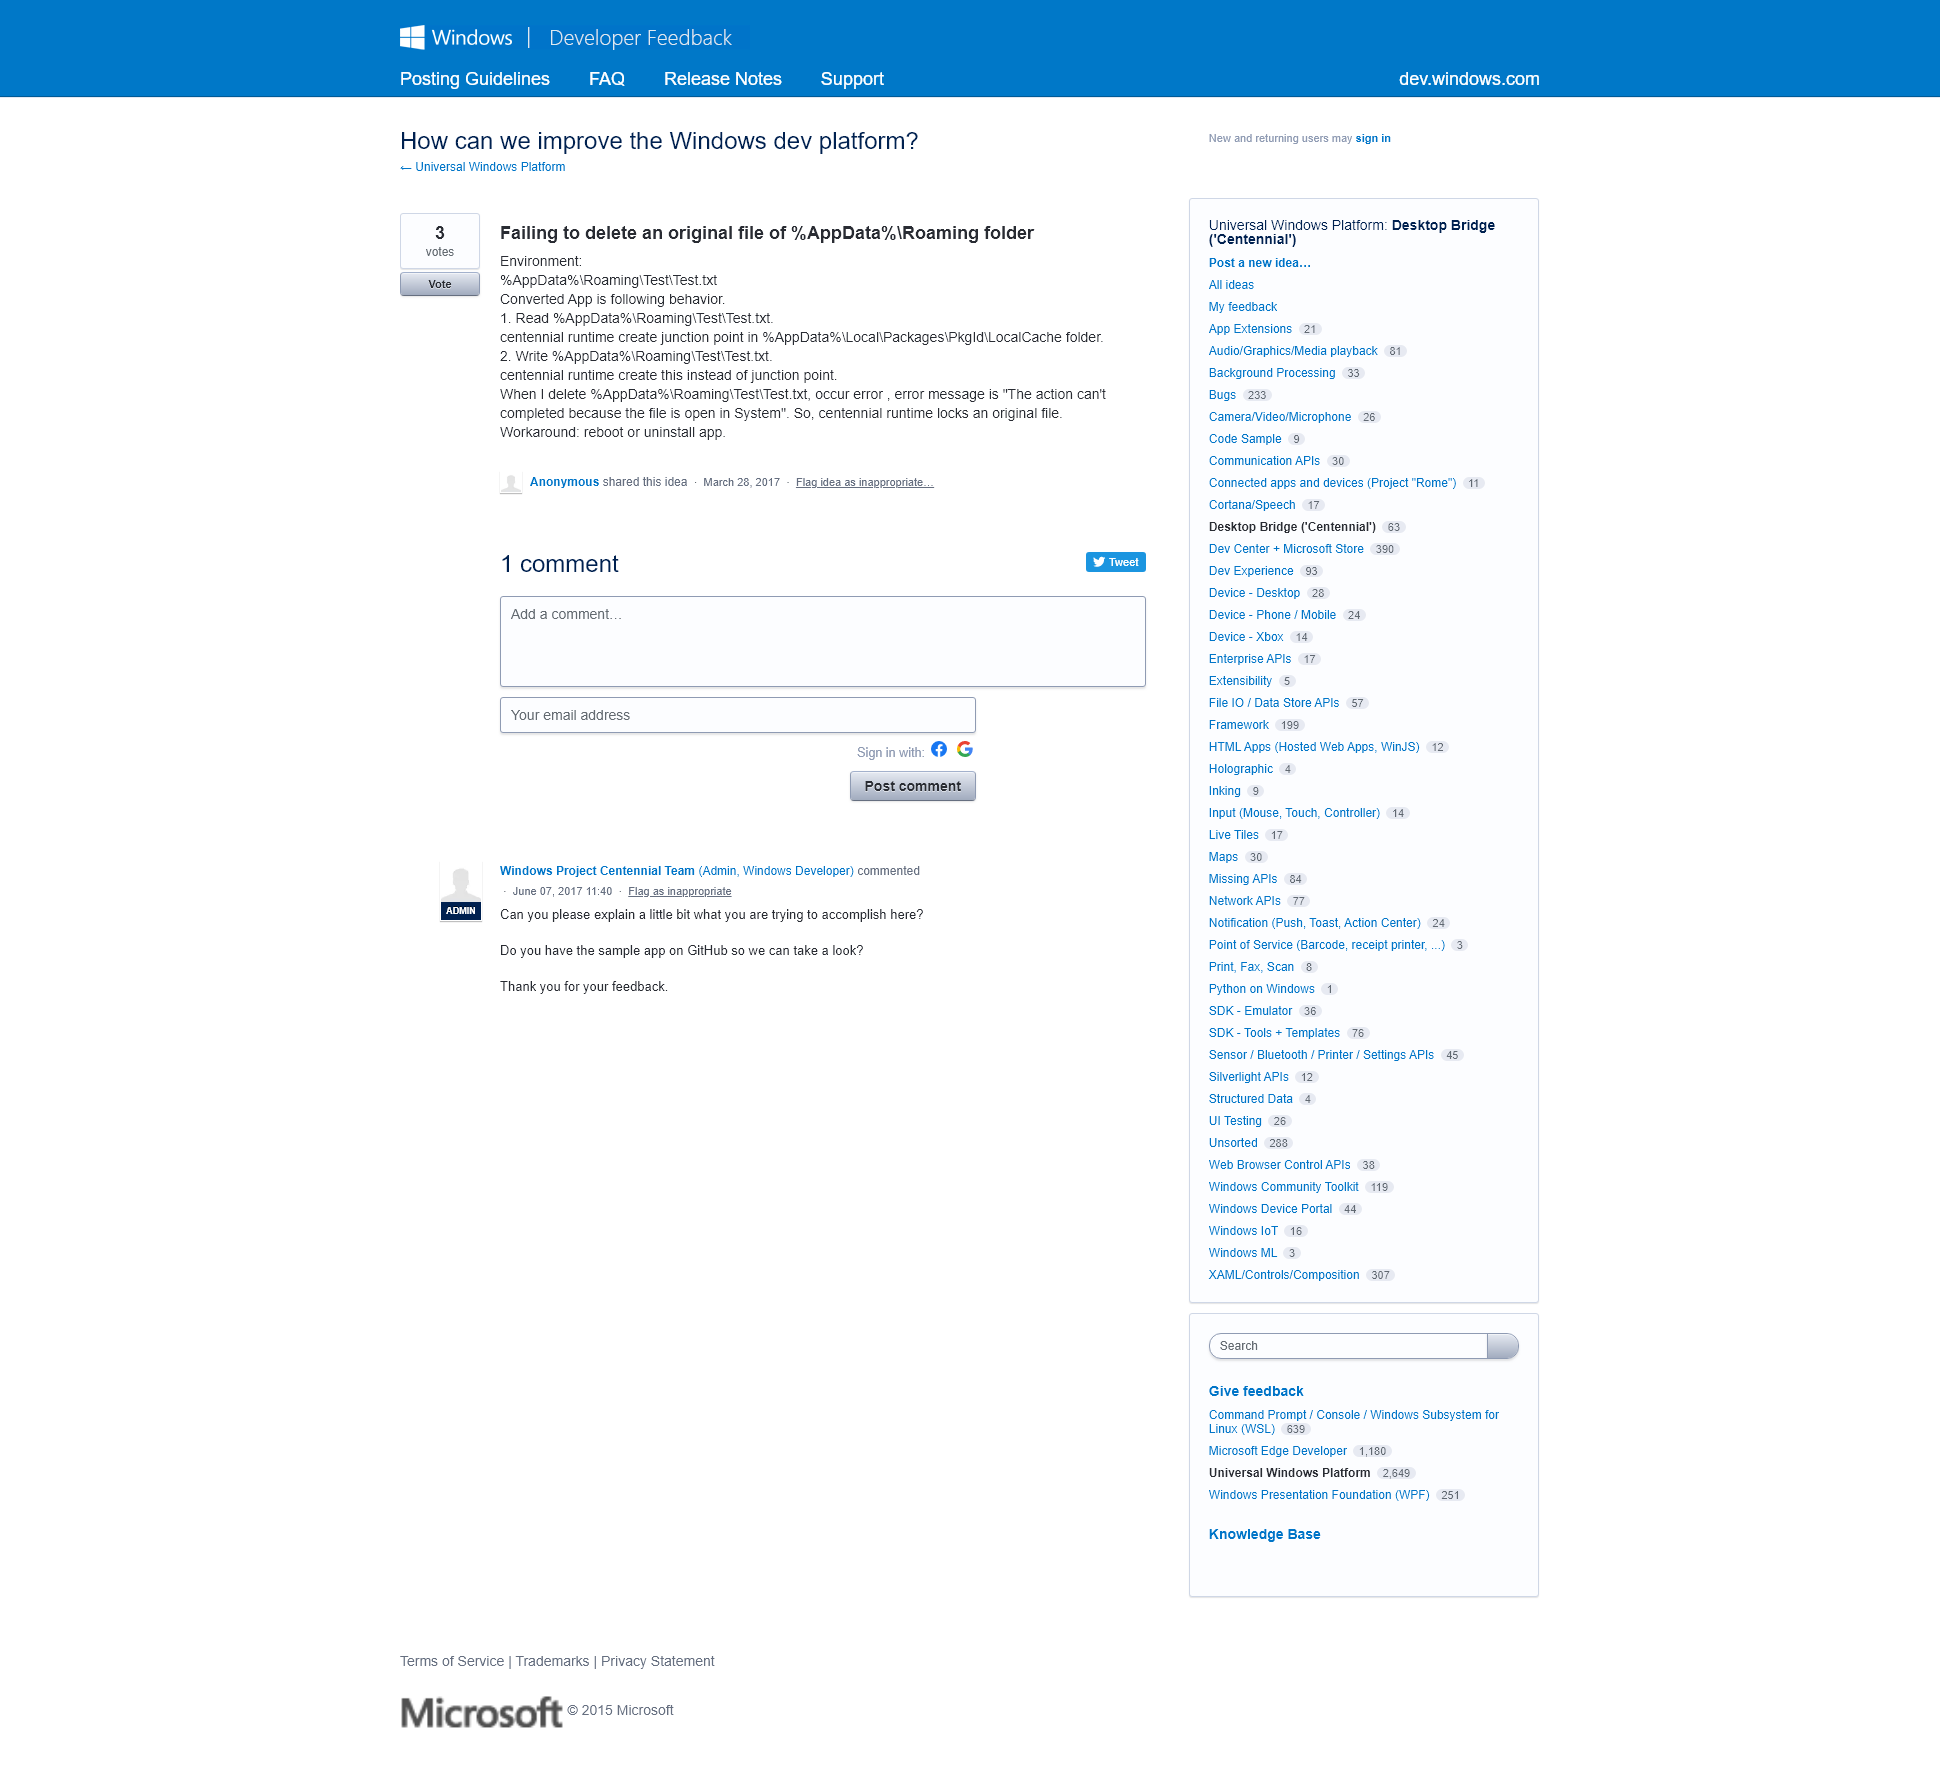 Windows | Developer Feedback
Posting Guidelines FAQ Release Notes Support dev.windows.com
How can we improve the Windows dev platform?
← Universal Windows Platform
New and returning users may sign in
3
votes
Vote
Failing to delete an original file of %AppData%\Roaming folder
Environment:
%AppData%\Roaming\Test\Test.txt
Converted App is following behavior.
1. Read %AppData%\Roaming\Test\Test.txt.
centennial runtime create junction point in %AppData%\Local\Packages\PkgId\LocalCache folder.
2. Write %AppData%\Roaming\Test\Test.txt.
centennial runtime create this instead of junction point.
When I delete %AppData%\Roaming\Test\Test.txt, occur error , error message is "The action can't
completed because the file is open in System". So, centennial runtime locks an original file.
Workaround: reboot or uninstall app.
Anonymous shared this idea · March 28, 2017 · Flag idea as inappropriate…
1 comment
Tweet
Add a comment…
Your email address
Sign in with:
Post comment
Windows Project Centennial Team (Admin, Windows Developer) commented
· June 07, 2017 11:40 · Flag as inappropriate
ADMIN
Can you please explain a little bit what you are trying to accomplish here?
Do you have the sample app on GitHub so we can take a look?
Thank you for your feedback.
Universal Windows Platform: Desktop Bridge
('Centennial')
Post a new idea…
All ideas
My feedback
App Extensions 21
Audio/Graphics/Media playback 81
Background Processing 33
Bugs 233
Camera/Video/Microphone 26
Code Sample 9
Communication APIs 30
Connected apps and devices (Project "Rome") 11
Cortana/Speech 17
Desktop Bridge ('Centennial') 63
Dev Center + Microsoft Store 390
Dev Experience 93
Device - Desktop 28
Device - Phone / Mobile 24
Device - Xbox 14
Enterprise APIs 17
Extensibility 5
File IO / Data Store APIs 57
Framework 199
HTML Apps (Hosted Web Apps, WinJS) 12
Holographic 4
Inking 9
Input (Mouse, Touch, Controller) 14
Live Tiles 17
Maps 30
Missing APIs 84
Network APIs 77
Notification (Push, Toast, Action Center) 24
Point of Service (Barcode, receipt printer, ...) 3
Print, Fax, Scan 8
Python on Windows 1
SDK - Emulator 36
SDK - Tools + Templates 76
Sensor / Bluetooth / Printer / Settings APIs 45
Silverlight APIs 12
Structured Data 4
UI Testing 26
Unsorted 288
Web Browser Control APIs 38
Windows Community Toolkit 119
Windows Device Portal 44
Windows IoT 16
Windows ML 3
XAML/Controls/Composition 307
Search
Give feedback
Command Prompt / Console / Windows Subsystem for
Linux (WSL) 639
Microsoft Edge Developer 1,180
Universal Windows Platform 2,649
Windows Presentation Foundation (WPF) 251
Knowledge Base
Terms of Service | Trademarks | Privacy Statement
Microsoft © 2015 Microsoft